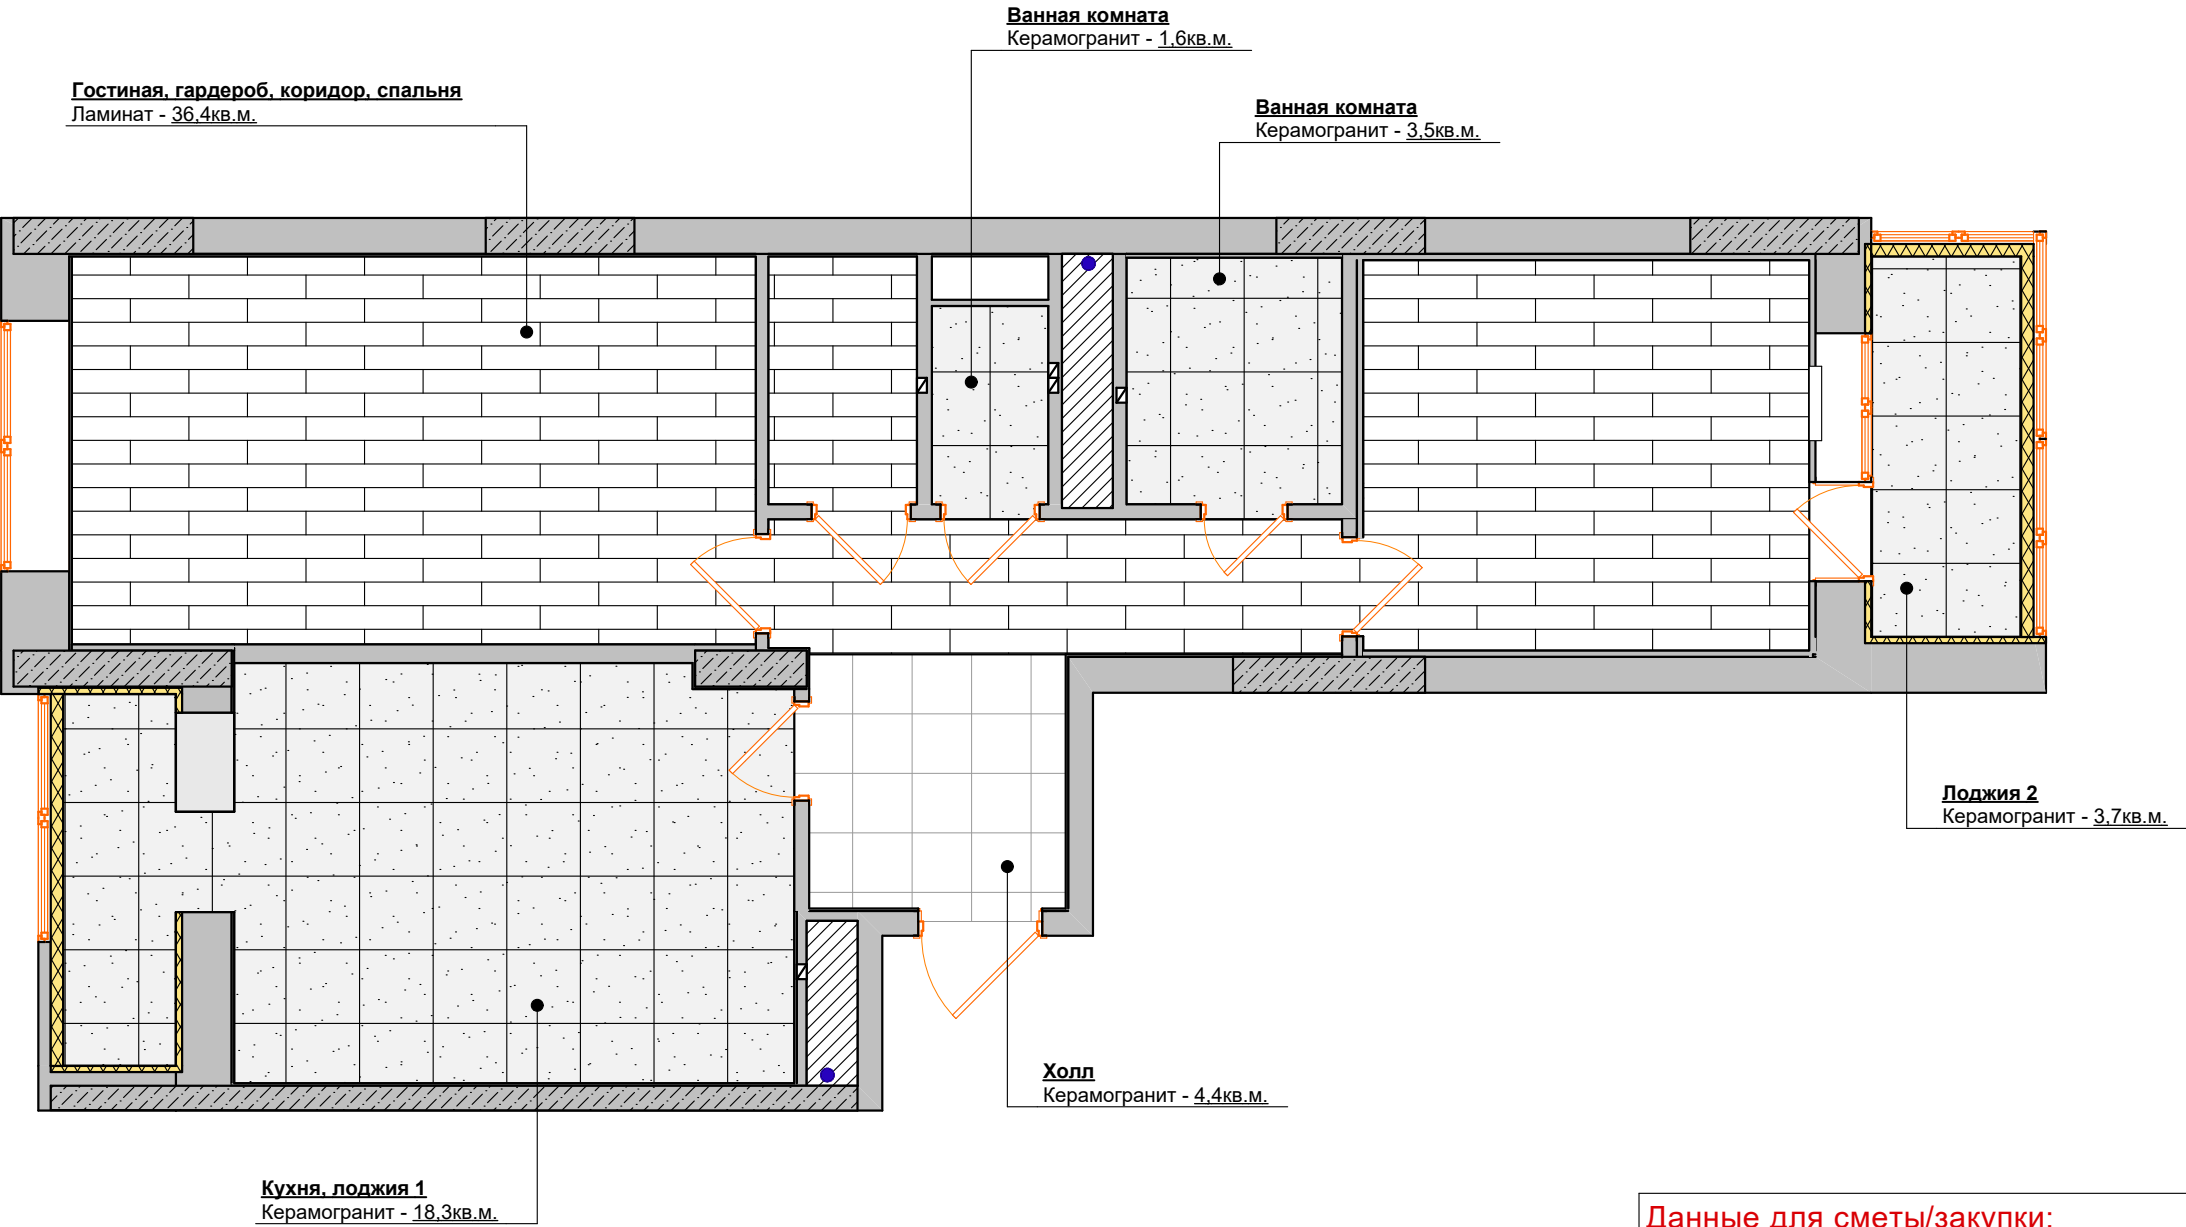 Ванная комната
Керамогранит - 1,6кв.м.
Гостиная, гардероб, коридор, спальня
Ламинат - 36,4кв.м.
Ванная комната
Керамогранит - 3,5кв.м.
Лоджия 2
Керамогранит - 3,7кв.м.
Холл
Керамогранит - 4,4кв.м.
Кухня, лоджия 1
Керамогранит - 18,3кв.м.
Данные для сметы/закупки: